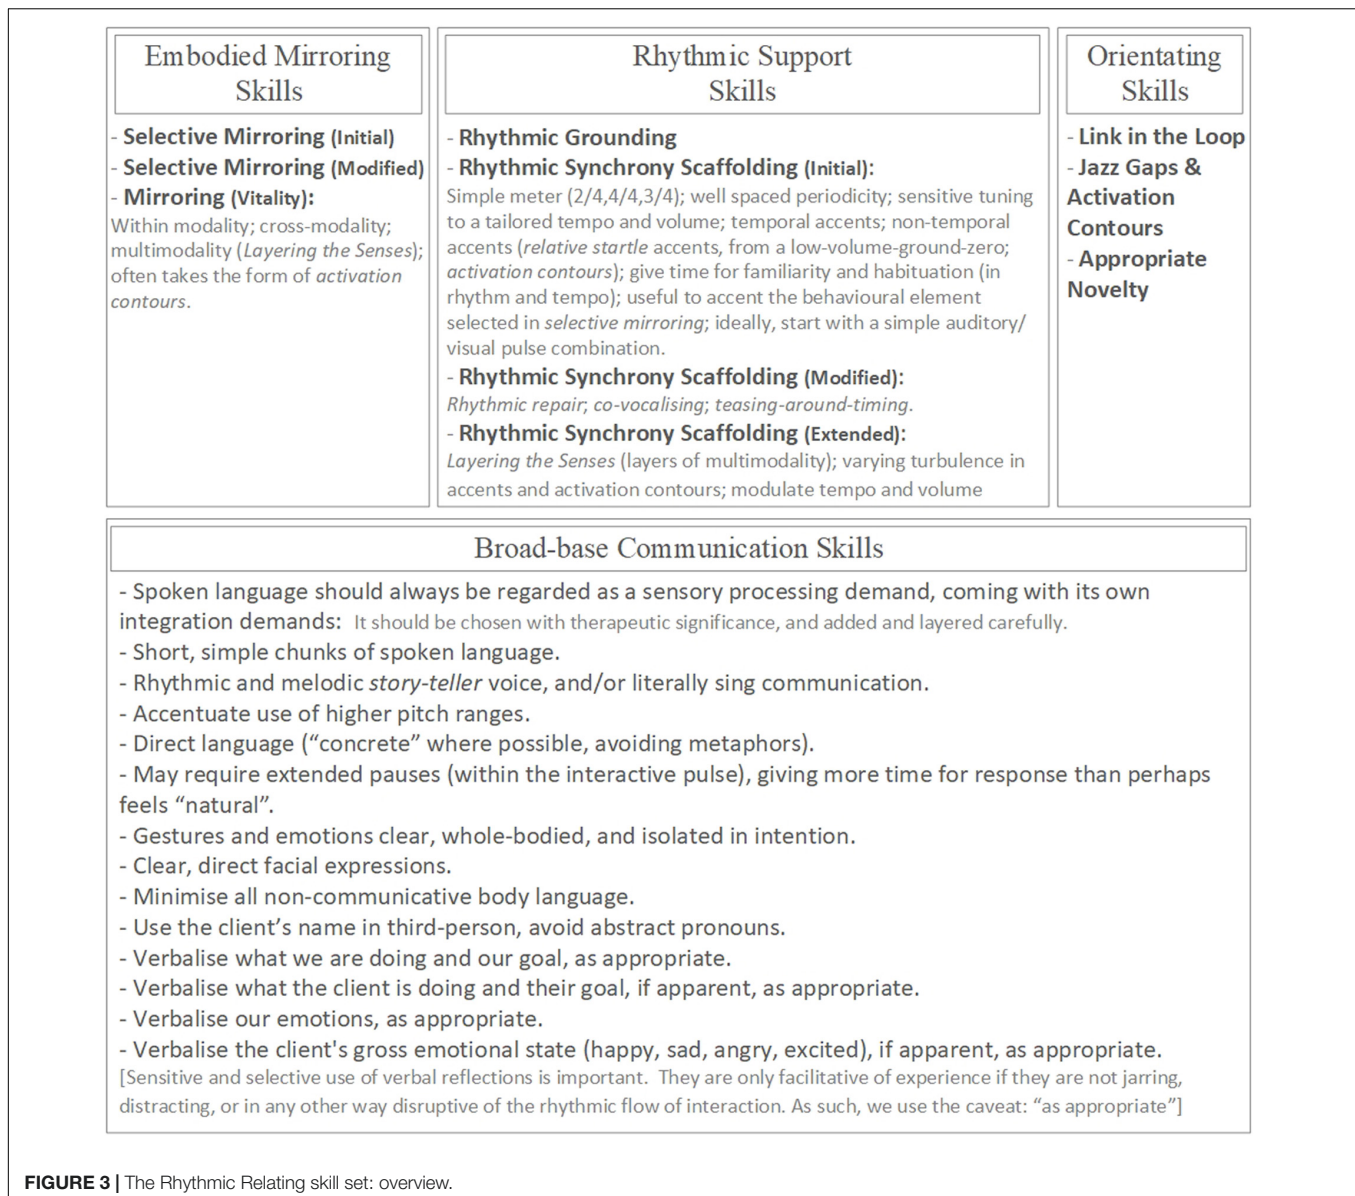 Embodied Mirroring
Skills
- Selective Mirroring (Initial)
- Selective Mirroring (Modified)
- Mirroring (Vitality):
Within modality; cross-modality;
multimodality (Layering the Senses);
often takes the form of activation
contours.
Rhythmic Support
Skills
- Rhythmic Grounding
- Rhythmic Synchrony Scaffolding (Initial):
Simple meter (2/4,4/4,3/4); well spaced periodicity; sensitive tuning
to a tailored tempo and volume; temporal accents; non-temporal
accents (relative startle accents, from a low-volume-ground-zero;
activation contours); give time for familiarity and habituation (in
rhythm and tempo); useful to accent the behavioural element
selected in selective mirroring; ideally, start with a simple auditory/
visual pulse combination.
- Rhythmic Synchrony Scaffolding (Modified):
Rhythmic repair; co-vocalising; teasing-around-timing.
- Rhythmic Synchrony Scaffolding (Extended):
Layering the Senses (layers of multimodality); varying turbulence in
accents and activation contours; modulate tempo and volume
Orientating
Skills
- Link in the Loop
- Jazz Gaps &
Activation
Contours
- Appropriate
Novelty
Broad-base Communication Skills
- Spoken language should always be regarded as a sensory processing demand, coming with its own
integration demands: It should be chosen with therapeutic significance, and added and layered carefully.
- Short, simple chunks of spoken language.
- Rhythmic and melodic story-teller voice, and/or literally sing communication.
- Accentuate use of higher pitch ranges.
- Direct language (“concrete” where possible, avoiding metaphors).
- May require extended pauses (within the interactive pulse), giving more time for response than perhaps
feels “natural”.
- Gestures and emotions clear, whole-bodied, and isolated in intention.
- Clear, direct facial expressions.
- Minimise all non-communicative body language.
- Use the client’s name in third-person, avoid abstract pronouns.
- Verbalise what we are doing and our goal, as appropriate.
- Verbalise what the client is doing and their goal, if apparent, as appropriate.
- Verbalise our emotions, as appropriate.
- Verbalise the client's gross emotional state (happy, sad, angry, excited), if apparent, as appropriate.
[Sensitive and selective use of verbal reflections is important. They are only facilitative of experience if they are not jarring,
distracting, or in any other way disruptive of the rhythmic flow of interaction. As such, we use the caveat: “as appropriate”]
FIGURE 3 | The Rhythmic Relating skill set: overview.